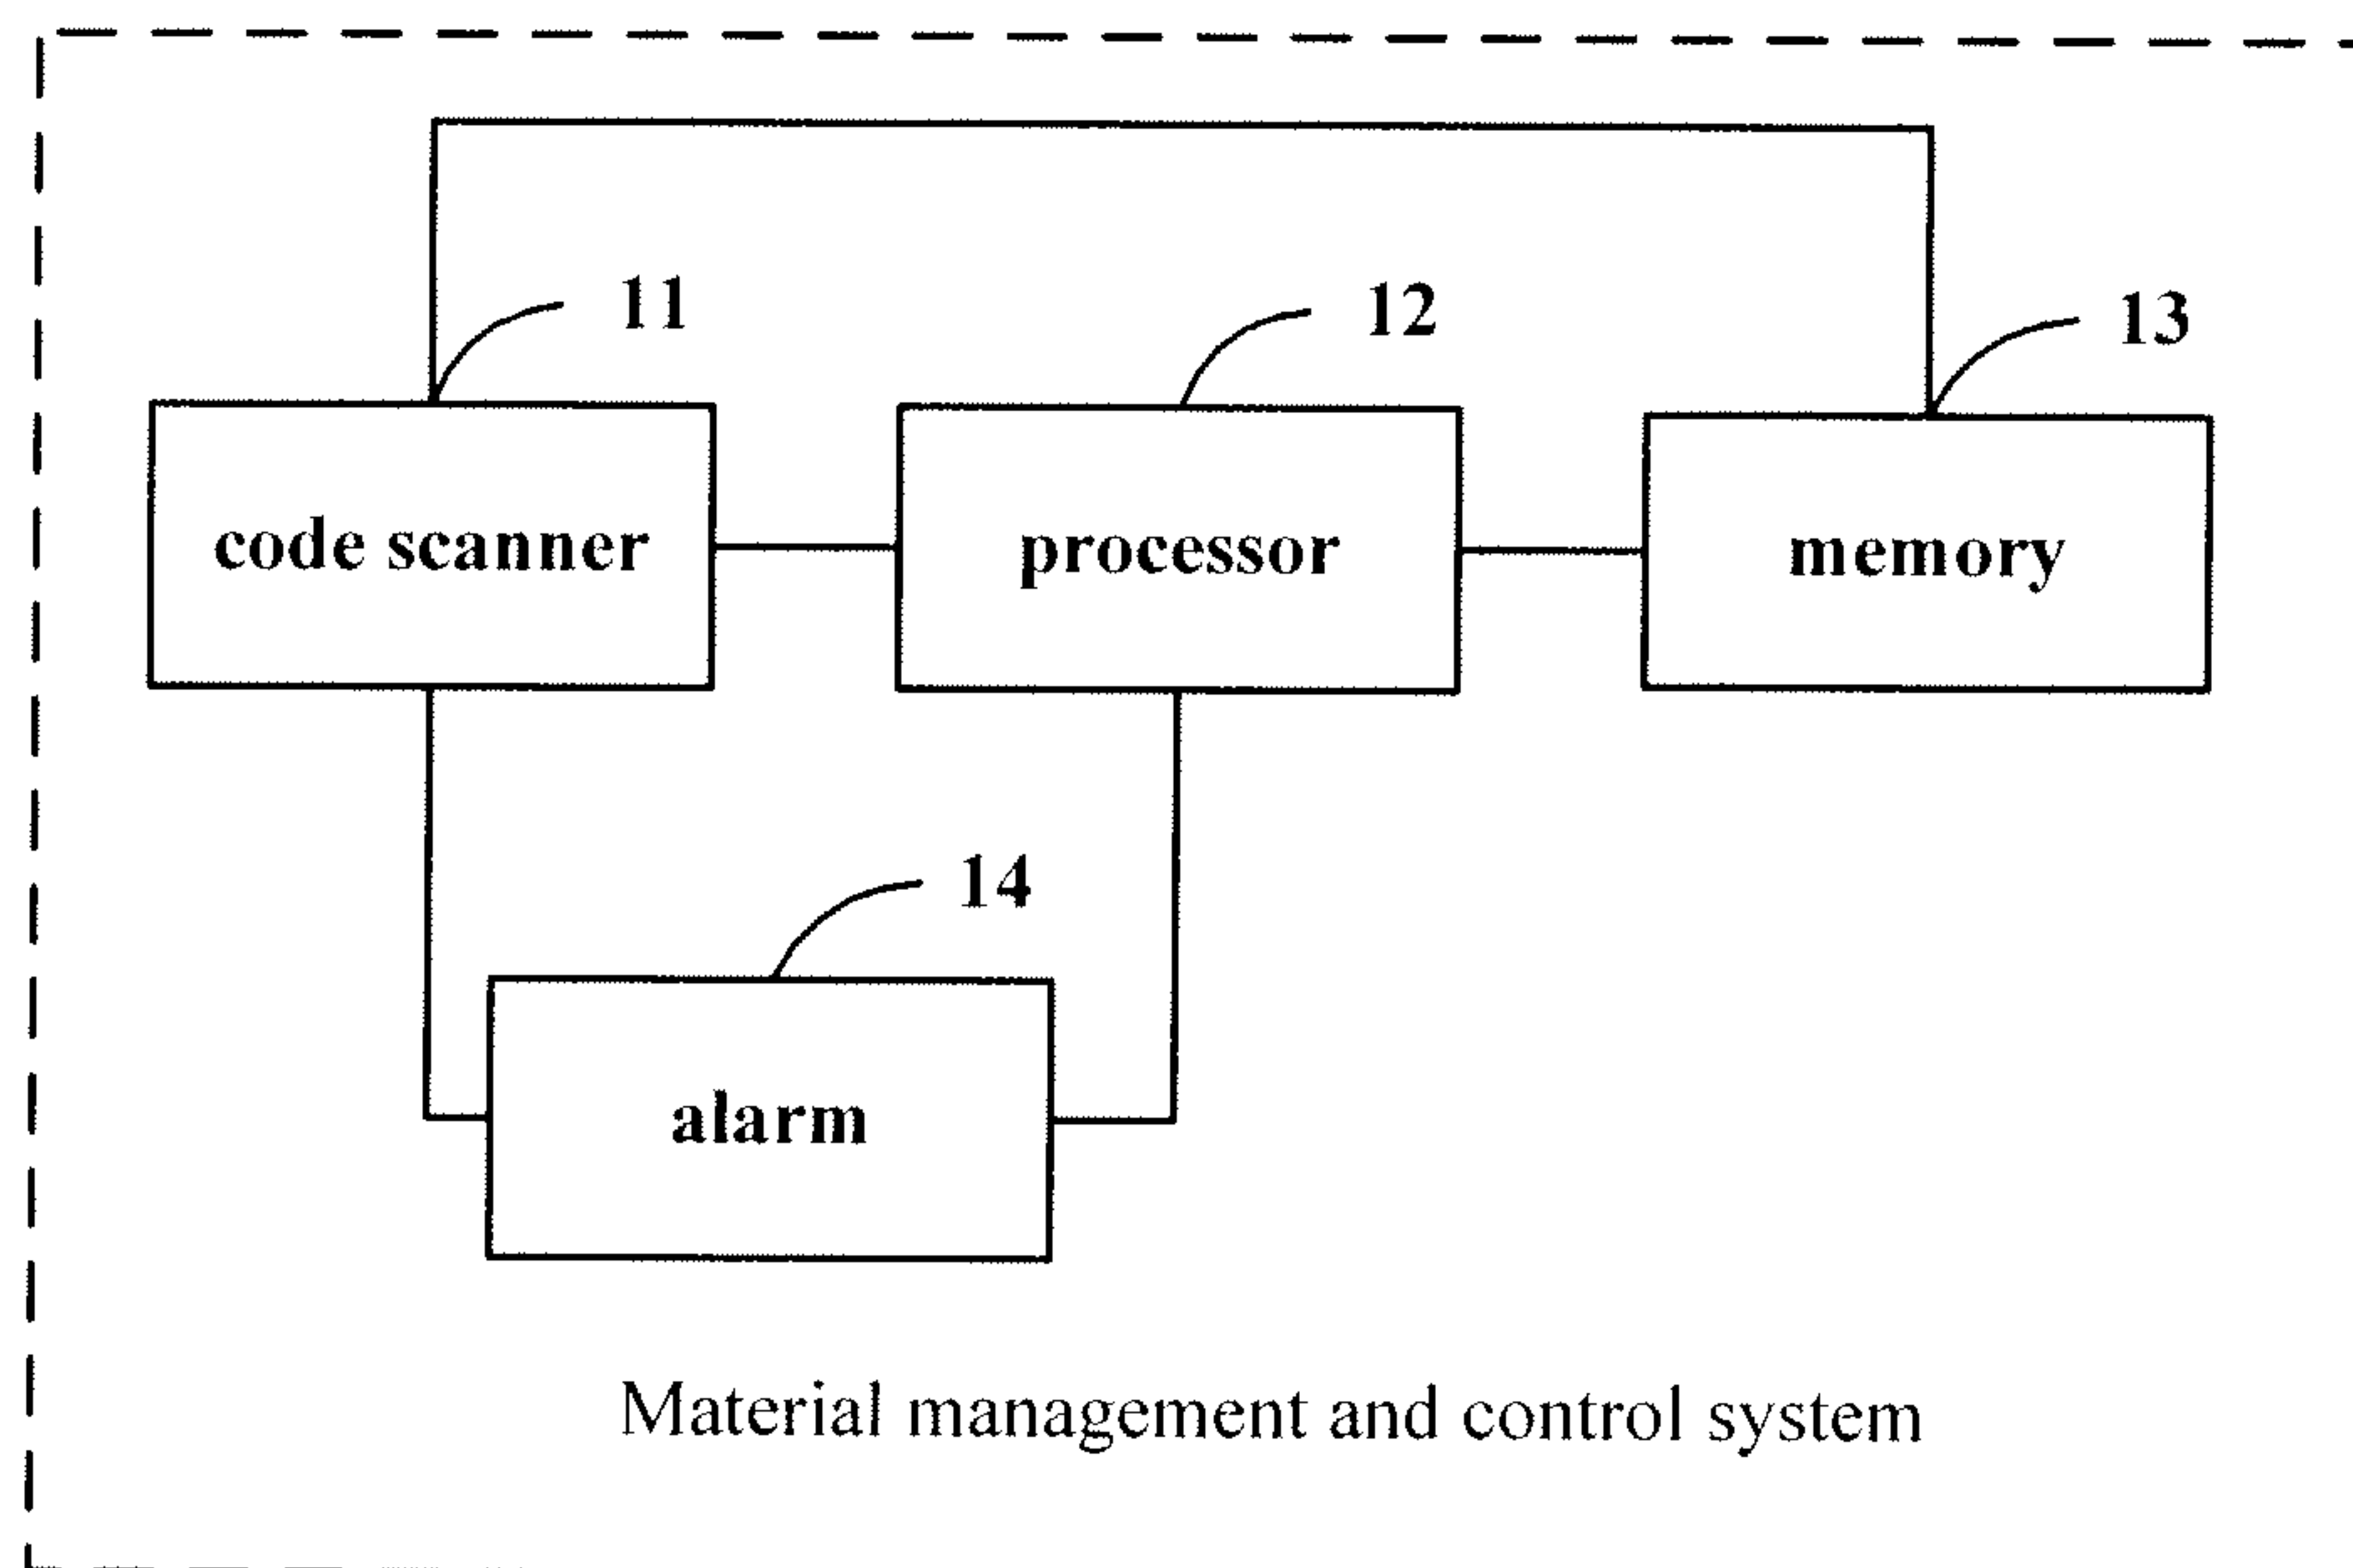 11
12
13
code scanner
processor
memory
14
alarm
Material management and control system